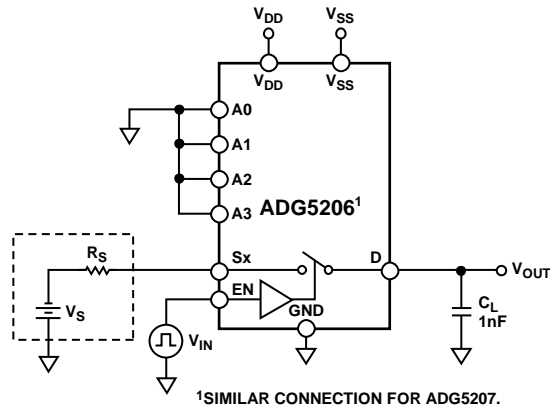 VDD VSS
VDD VSS
A0
A1
A2
A3
ADG5206¹
RS
Sx
D
VOUT
EN
VS
GND
CL
1nF
VIN
¹SIMILAR CONNECTION FOR ADG5207.